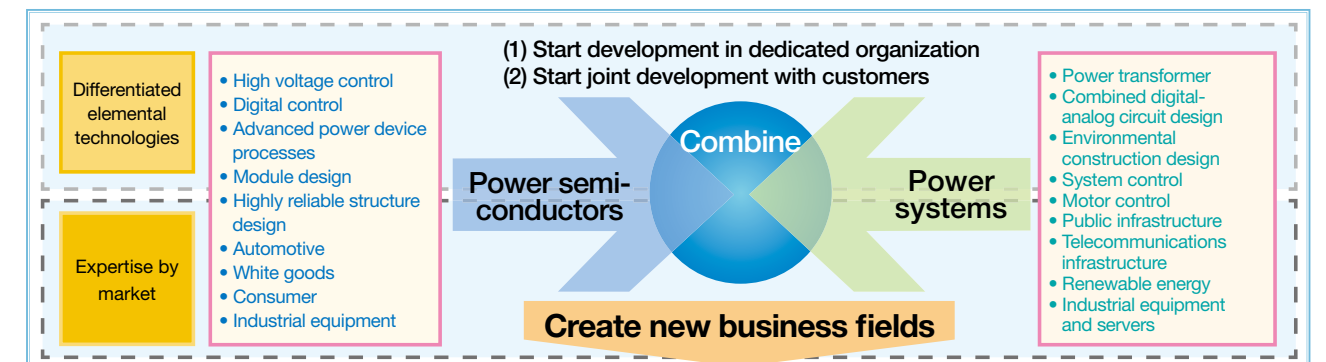 Differentiated
elemental
technologies
Expertise by
market
• High voltage control
• Digital control
• Advanced power device
processes
• Module design
• Highly reliable structure
design
• Automotive
• White goods
• Consumer
• Industrial equipment
(1) Start development in dedicated organization
(2) Start joint development with customers
Combine
Power semi-
conductors
Power
systems
Create new business fields
• Power transformer
• Combined digital-
analog circuit design
• Environmental
construction design
• System control
• Motor control
• Public infrastructure
• Telecommunications
infrastructure
• Renewable energy
• Industrial equipment
and servers